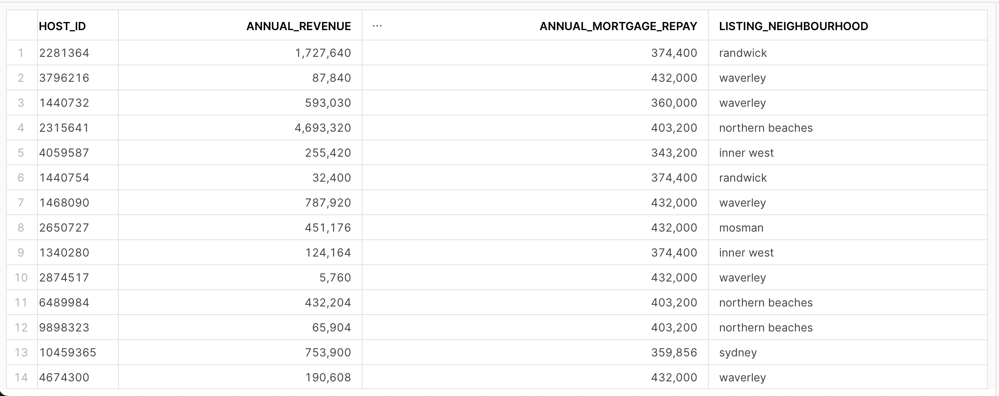 HOST_ID ANNUAL_REVENUE ... ANNUAL_MORTGAGE_REPAY LISTING_NEIGHBOURHOOD
1 2281364 1,727,640 374,400 randwick
2 3796216 87,840 432,000 waverley
3 1440732 593,030 360,000 waverley
4 2315641 4,693,320 403,200 northern beaches
5 4059587 255,420 343,200 inner west
6 1440754 32,400 374,400 randwick
7 1468090 787,920 432,000 waverley
8 2650727 451,176 432,000 mosman
9 1340280 124,164 374,400 inner west
10 2874517 5,760 432,000 waverley
11 6489984 432,204 403,200 northern beaches
12 9898323 65,904 403,200 northern beaches
13 10459365 753,900 359,856 sydney
14 4674300 190,608 432,000 waverley